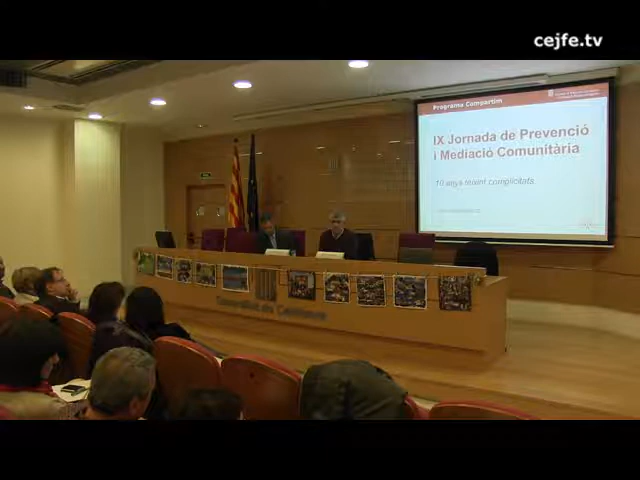 cejfe.tv
Programa Compartim
IX Jornada de Prevenció
i Mediació Comunitària
10 anys teixint complicitats
Generalitat de Catalunya